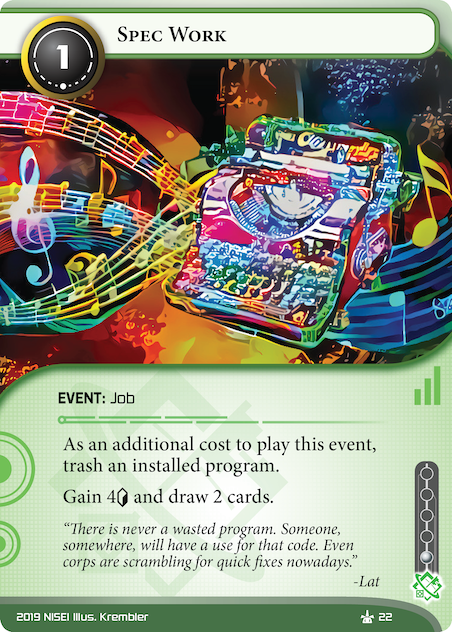 1
Spec Work
EVENT: Job
As an additional cost to play this event,
trash an installed program.
Gain 4 and draw 2 cards.
“There is never a wasted program. Someone,
somewhere, will have a use for that code. Even
corps are scrambling for quick fixes nowadays.”
-Lat
2019 NISEI Illus. Krembler
22